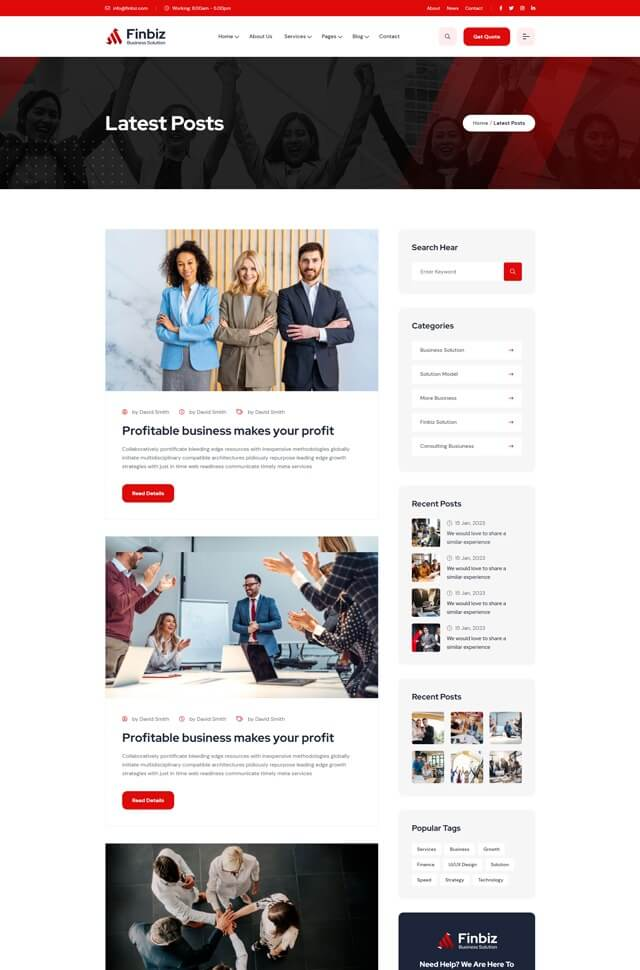 info@finbiz.com
Working: 8:00am - 5:00pm
About News Contact
Finbiz
Business Solution
Home About Us Services Pages Blog Contact
Get Quote
Latest Posts
Home / Latest Posts
by David Smith by David Smith by David Smith
Profitable business makes your profit
Collaboratively pontificate bleeding edge resources with inexpensive methodologies globally
initiate multidisciplinary compatible architectures pidiously repurpose leading edge growth
strategies with just in time web readiness communicate timely meta services
Read Details
by David Smith by David Smith by David Smith
Profitable business makes your profit
Collaboratively pontificate bleeding edge resources with inexpensive methodologies globally
initiate multidisciplinary compatible architectures pidiously repurpose leading edge growth
strategies with just in time web readiness communicate timely meta services
Read Details
Search Hear
Enter Keyword
Categories
Business Solution
Solution Model
More Business
Finbiz Solution
Consulting Busiuness
Recent Posts
15 Jan, 2023
We would love to share a
similar experience
15 Jan, 2023
We would love to share a
similar experience
15 Jan, 2023
We would love to share a
similar experience
15 Jan, 2023
We would love to share a
similar experience
Recent Posts
Popular Tags
Services Business Growth
Finance UI/UX Design Solution
Speed Strategy Technology
Finbiz
Business Solution
Need Help? We Are Here To